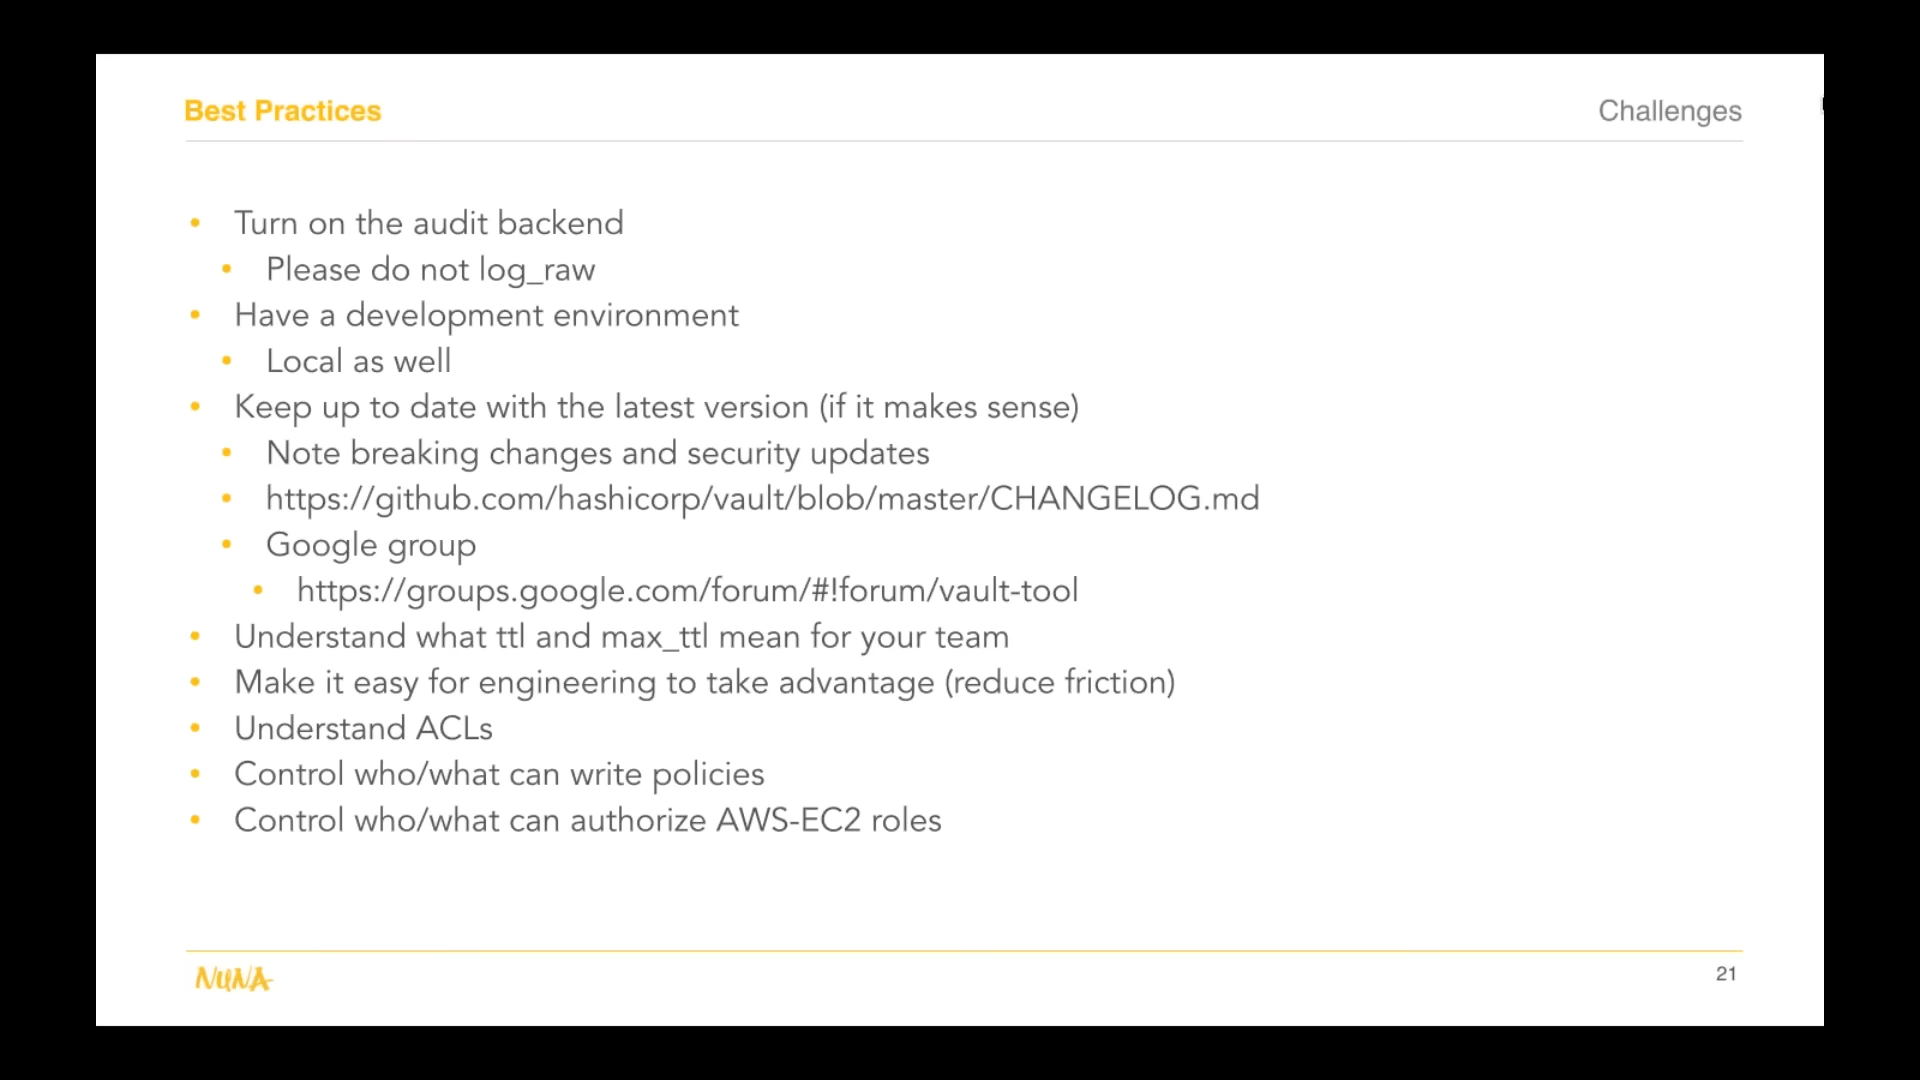 Best Practices
Challenges
• Turn on the audit backend
• Please do not log_raw
• Have a development environment
• Local as well
• Keep up to date with the latest version (if it makes sense)
• Note breaking changes and security updates
• https://github.com/hashicorp/vault/blob/master/CHANGELOG.md
• Google group
• https://groups.google.com/forum/#!forum/vault-tool
• Understand what ttl and max_ttl mean for your team
• Make it easy for engineering to take advantage (reduce friction)
• Understand ACLs
• Control who/what can write policies
• Control who/what can authorize AWS-EC2 roles
NUNA
21